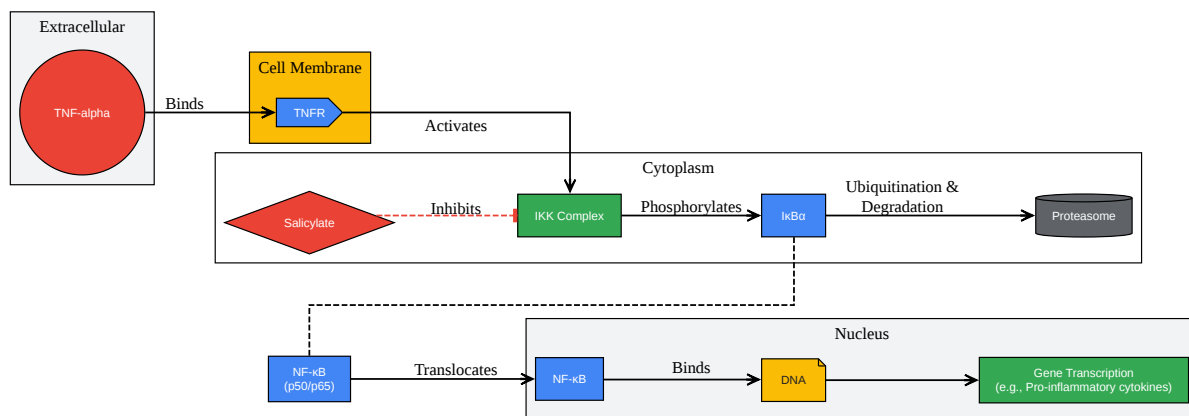 Extracellular
TNF-alpha
Binds
Cell Membrane
TNFR
Activates
Cytoplasm
Salicylate
Inhibits
IKK Complex
Phosphorylates
IκBα
Ubiquitination &
Degradation
Proteasome
Nucleus
NF-κB
(p50/p65)
Translocates
NF-κB
Binds
DNA
Gene Transcription
(e.g., Pro-inflammatory cytokines)